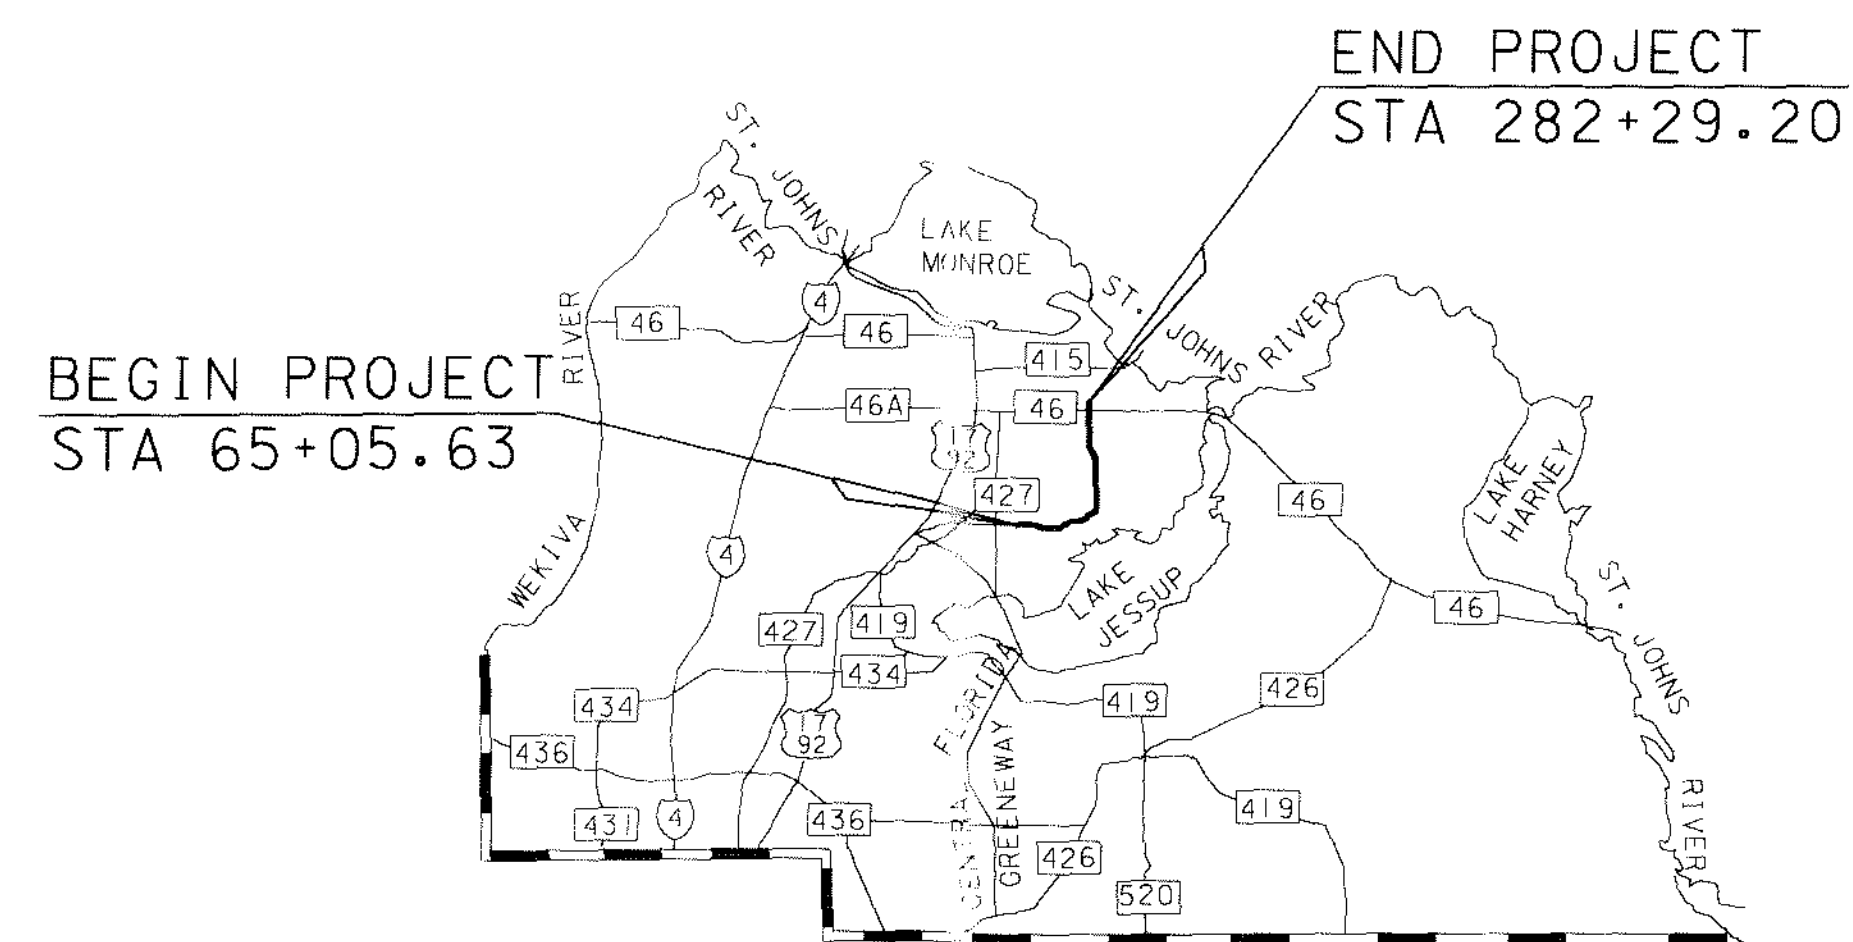 END PROJECT
STA 282+29.20
ST. JOHNS
RIVER
LAKE
MONROE
ST. JOHNS RIVER
RIVER
46
4
46
415
BEGIN PROJECT
STA 65+05.63
46A
46
17
92
427
46
LAKE
HARNEY
WEKIVA
4
LAKE
JESSUP
ST. JOHNS
RIVER
46
427
419
434
434
FLORIDA
419
426
17
92
436
GREENEWAY
431
4
436
CENTRAL
419
426
520